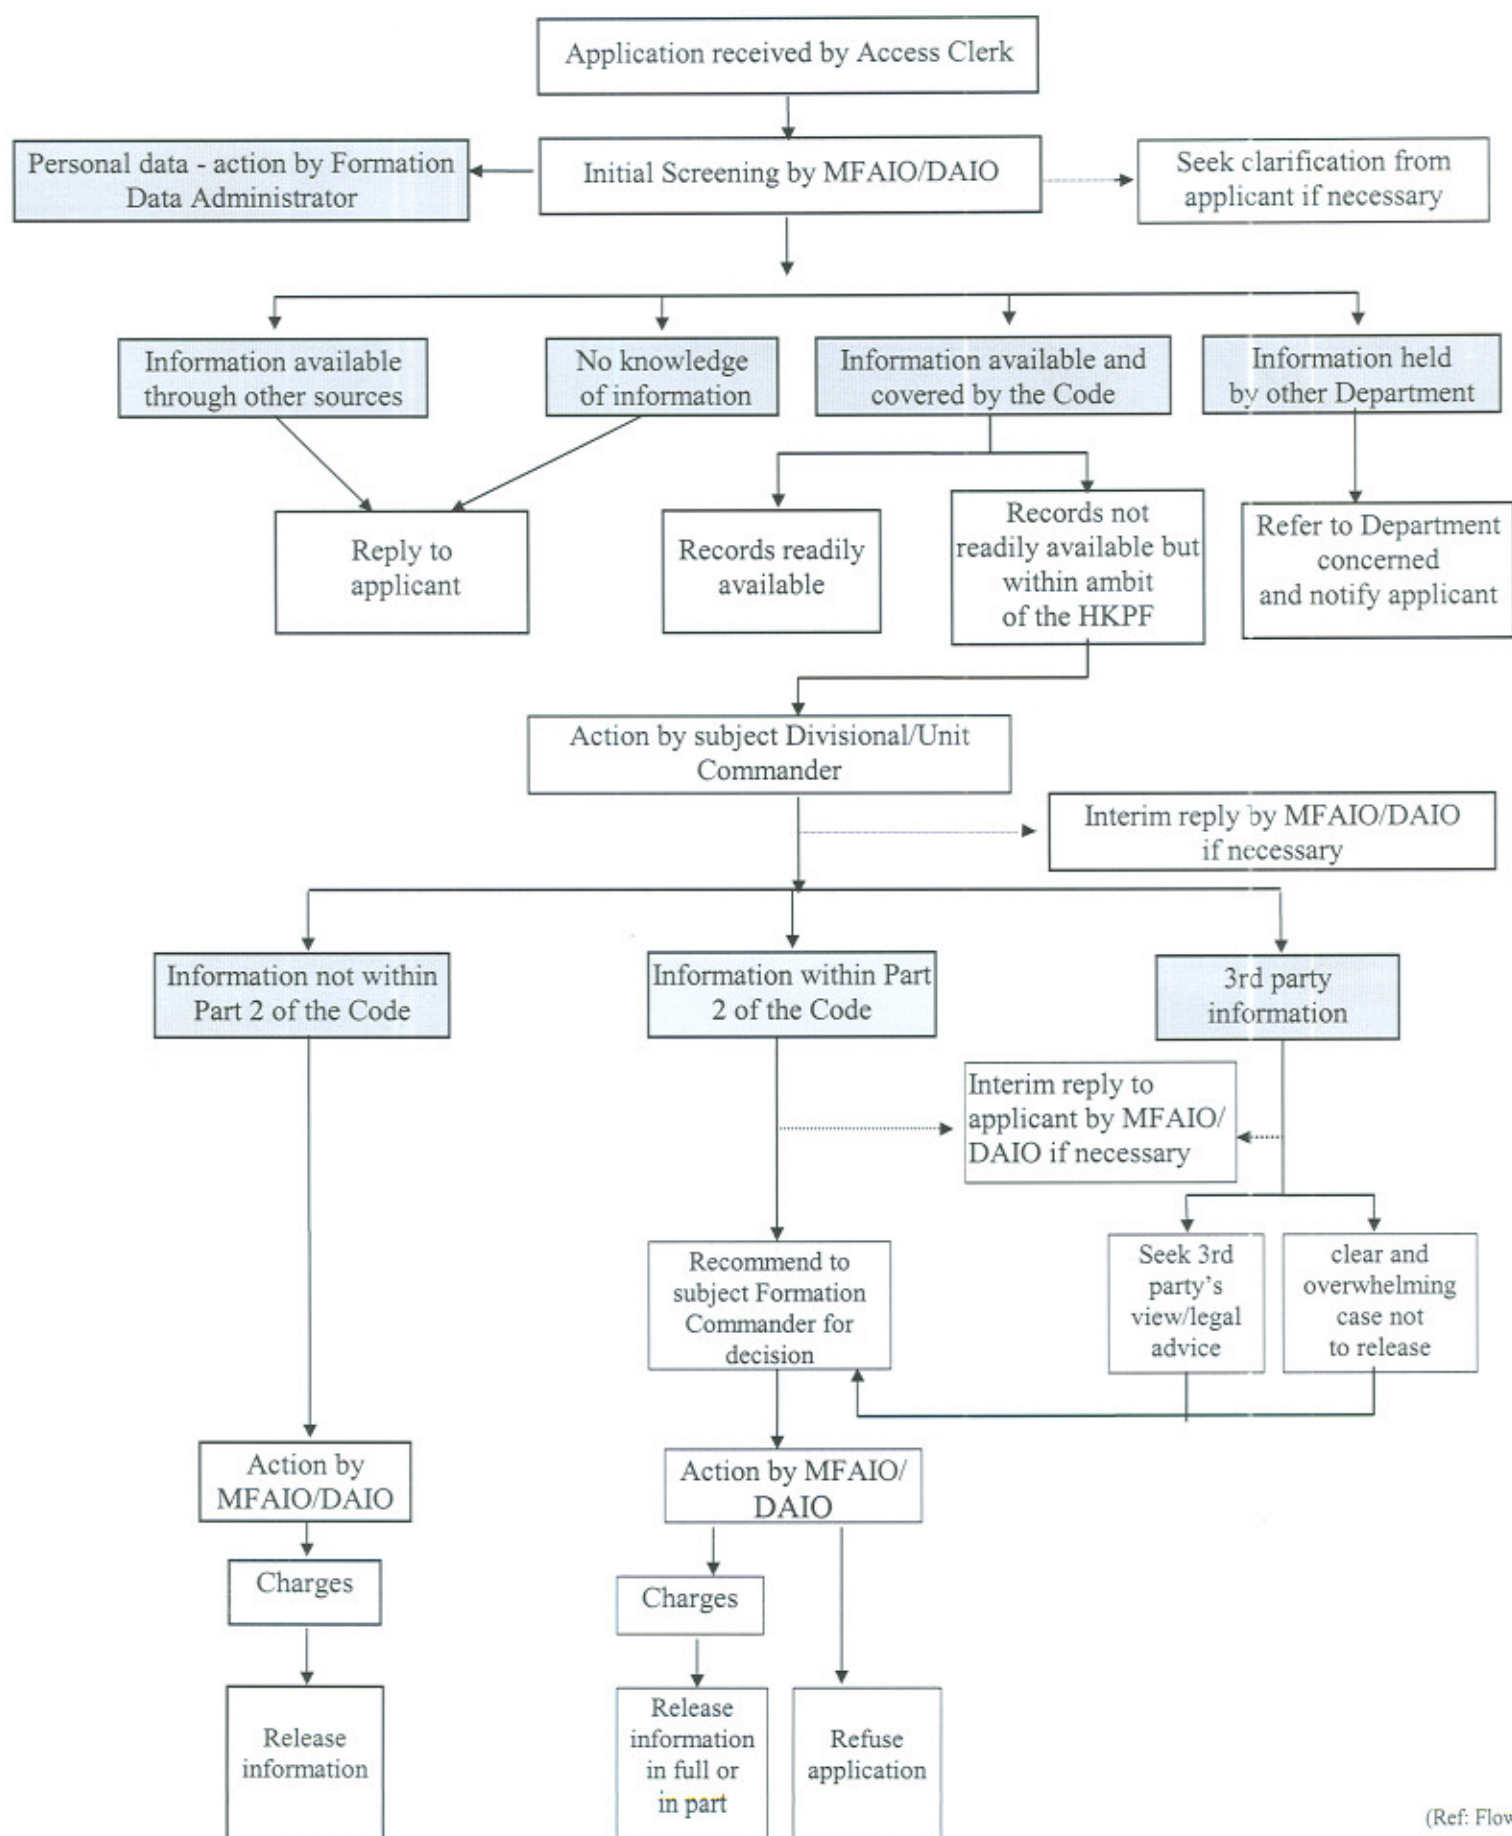 Application received by Access Clerk
Personal data - action by Formation
Data Administrator
Initial Screening by MFAIO/DAIO
Seek clarification from
applicant if necessary
Information available
through other sources
No knowledge
of information
Information available and
covered by the Code
Information held
by other Department
Reply to
applicant
Records readily
available
Records not
readily available but
within ambit
of the HKPF
Refer to Department
concerned
and notify applicant
Action by subject Divisional/Unit
Commander
Interim reply by MFAIO/DAIO
if necessary
Information not within
Part 2 of the Code
Information within Part
2 of the Code
3rd party
information
Interim reply to
applicant by MFAIO/
DAIO if necessary
Recommend to
subject Formation
Commander for
decision
Seek 3rd
party's
view/legal
advice
clear and
overwhelming
case not
to release
Action by
MFAIO/DAIO
Action by MFAIO/
DAIO
Charges
Charges
Release
information
Release
information
in full or
in part
Refuse
application
(Ref: Flow